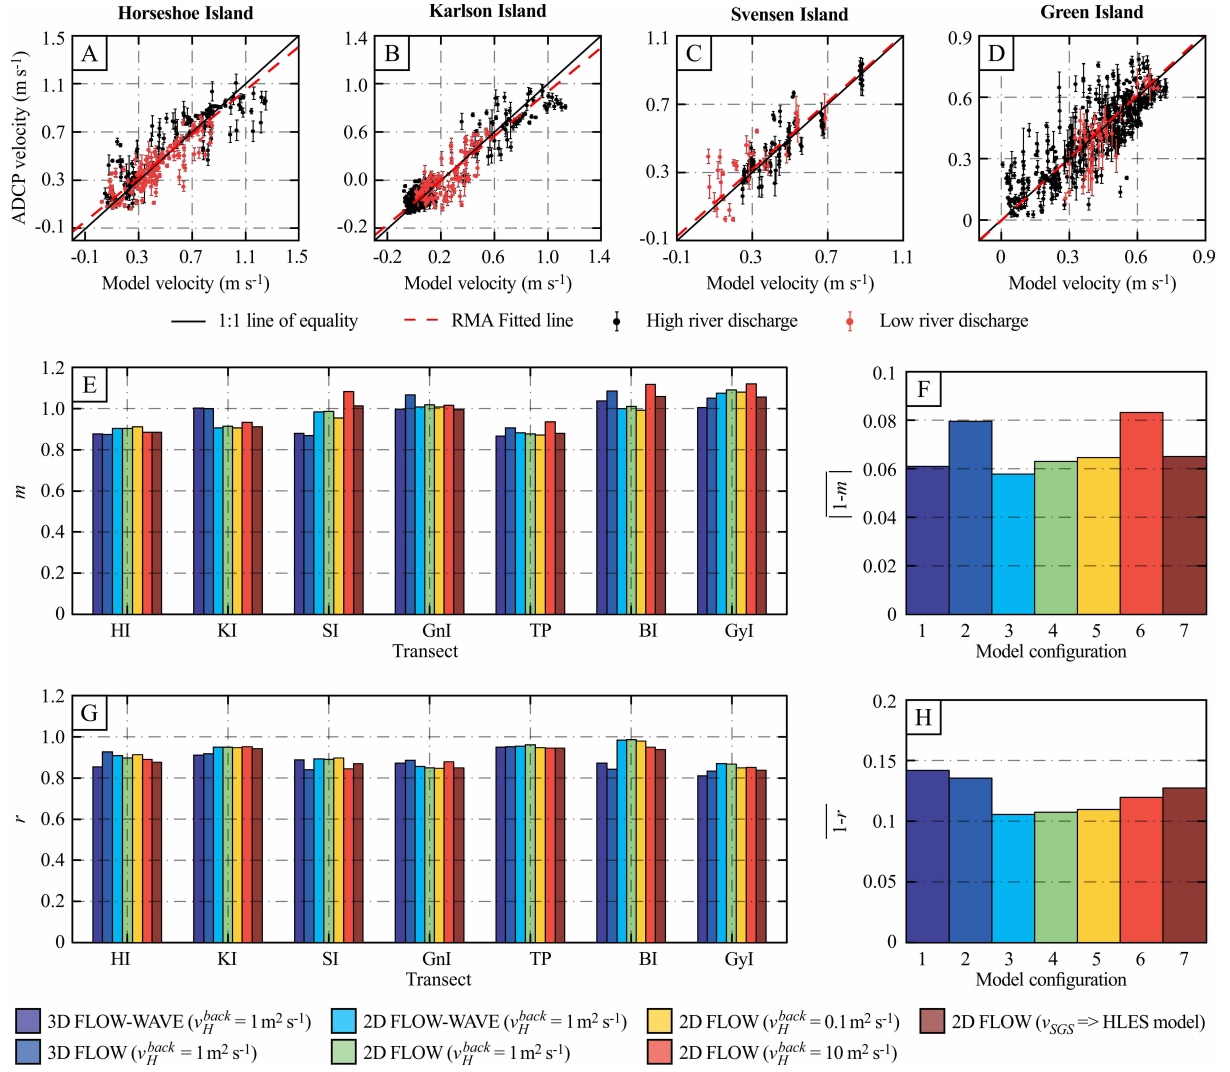 Horseshoe Island
Karlson Island
Svensen Island
Green Island
A
1.5
1.1
0.7
0.3
-0.1
-0.1 0.3 0.7 1.1 1.5
ADCP velocity (m s-1)
Model velocity (m s-1)
B
1.4
1.0
0.6
0.0
-0.2
-0.2 0.2 0.6 1.0 1.4
Model velocity (m s-1)
C
1.1
0.7
0.3
-0.1
-0.1 0.3 0.7 1.1
Model velocity (m s-1)
D
0.9
0.6
0.3
0
0 0.3 0.6 0.9
Model velocity (m s-1)
1:1 line of equality
RMA Fitted line
High river discharge
Low river discharge
E
1.2
1.0
0.8
0.6
0.4
0.2
0
m
HI KI SI GnI TP BI GyI
Transect
F
0.1
0.08
0.06
0.04
0.02
0
|1-m|
1 2 3 4 5 6 7
Model configuration
G
1.2
1.0
0.8
0.6
0.4
0.2
0
r
HI KI SI GnI TP BI GyI
Transect
H
0.2
0.15
0.1
0.05
0
1-r
1 2 3 4 5 6 7
Model configuration
3D FLOW-WAVE (vHback = 1 m2 s-1)
2D FLOW-WAVE (vHback = 1 m2 s-1)
2D FLOW (vHback = 0.1 m2 s-1)
2D FLOW (vSGS => HLES model)
3D FLOW (vHback = 1 m2 s-1)
2D FLOW (vHback = 1 m2 s-1)
2D FLOW (vHback = 10 m2 s-1)